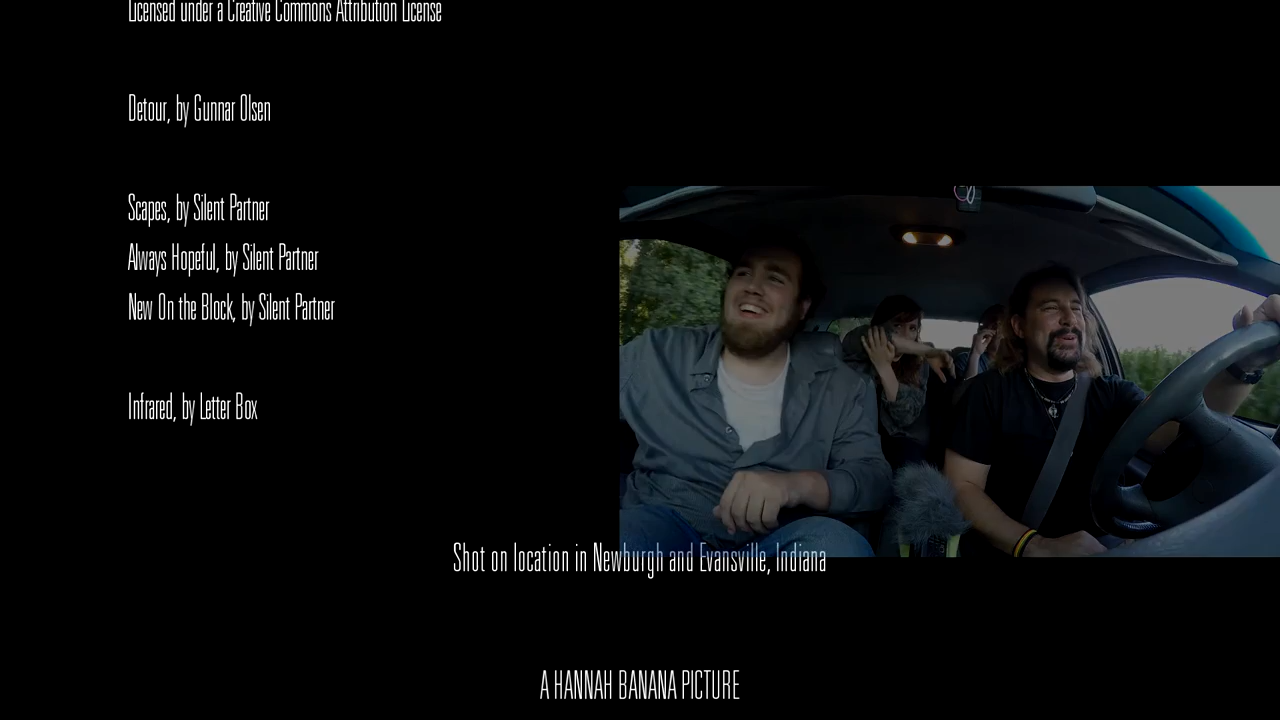 Licensed under a Creative Commons Attribution License
Detour, by Gunnar Olsen
Scapes, by Silent Partner
Always Hopeful, by Silent Partner
New On the Block, by Silent Partner
Infrared, by Letter Box
Shot on location in Newburgh and Evansville, Indiana
A HANNAH BANANA PICTURE